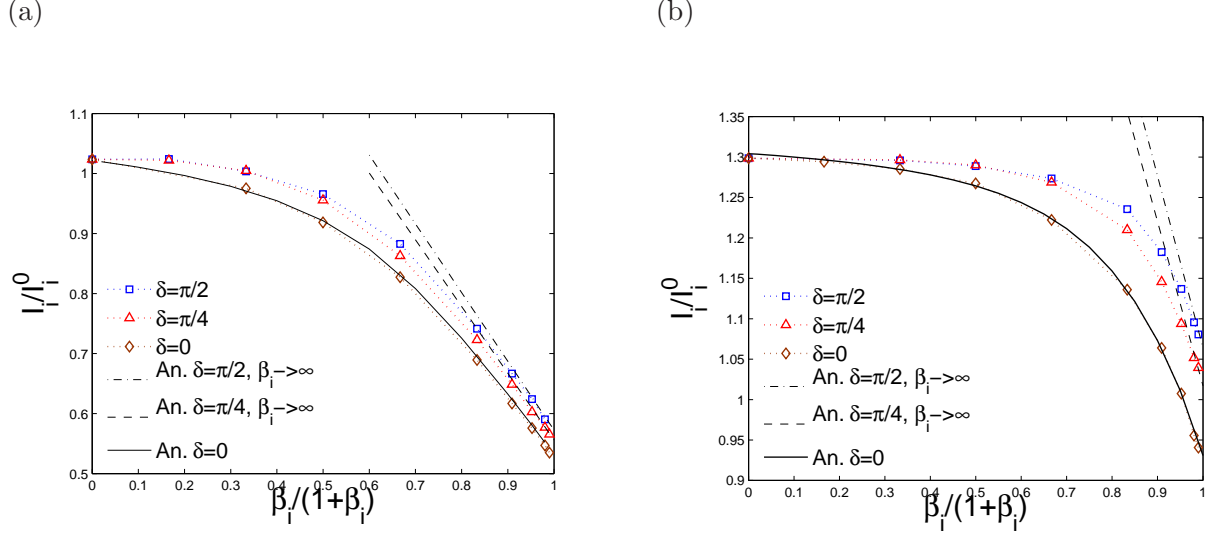 (a)
1.1
1
0.9
0.8
0.7
0.6
0.5
I_i/I_i^0
δ=π/2
δ=π/4
δ=0
An. δ=π/2, β_i->∞
An. δ=π/4, β_i->∞
An. δ=0
0 0.1 0.2 0.3 0.4 0.5 0.6 0.7 0.8 0.9 1
β_i/(1+β_i)
(b)
1.35
1.3
1.25
1.2
1.15
1.1
1.05
1
0.95
0.9
I_i/I_i^0
δ=π/2
δ=π/4
δ=0
An. δ=π/2, β_i->∞
An. δ=π/4, β_i->∞
An. δ=0
0 0.1 0.2 0.3 0.4 0.5 0.6 0.7 0.8 0.9 1
β_i/(1+β_i)